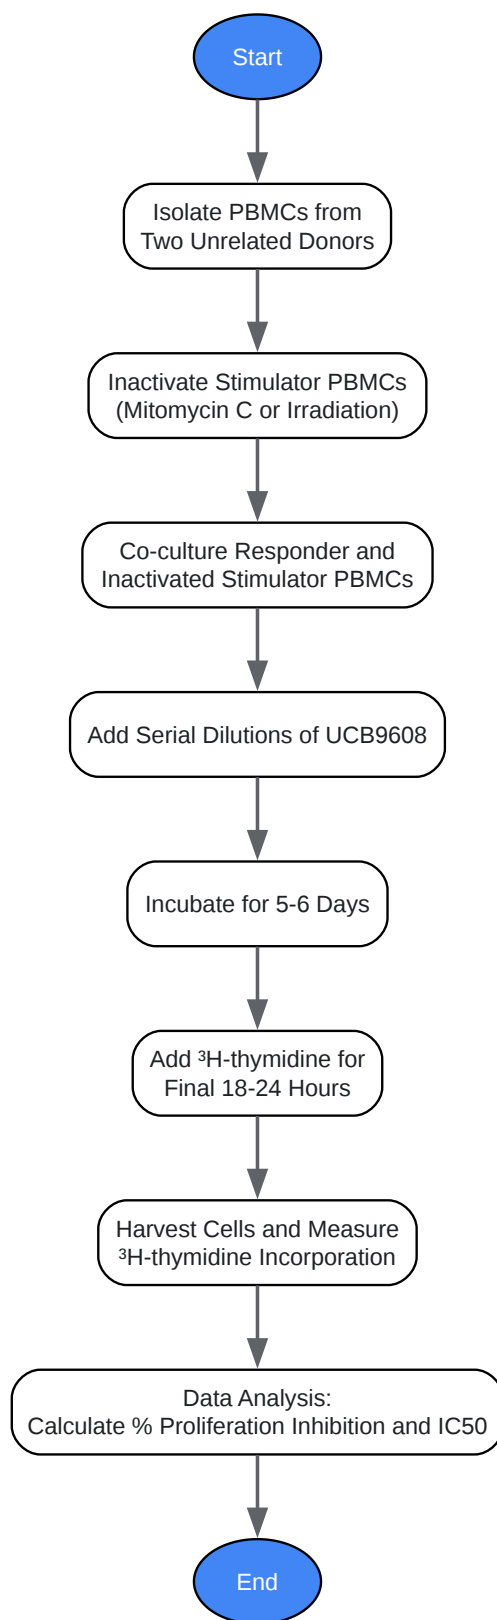 Start
Isolate PBMCs from
Two Unrelated Donors
Inactivate Stimulator PBMCs
(Mitomycin C or Irradiation)
Co-culture Responder and
Inactivated Stimulator PBMCs
Add Serial Dilutions of UCB9608
Incubate for 5-6 Days
Add ³H-thymidine for
Final 18-24 Hours
Harvest Cells and Measure
³H-thymidine Incorporation
Data Analysis:
Calculate % Proliferation Inhibition and IC50
End